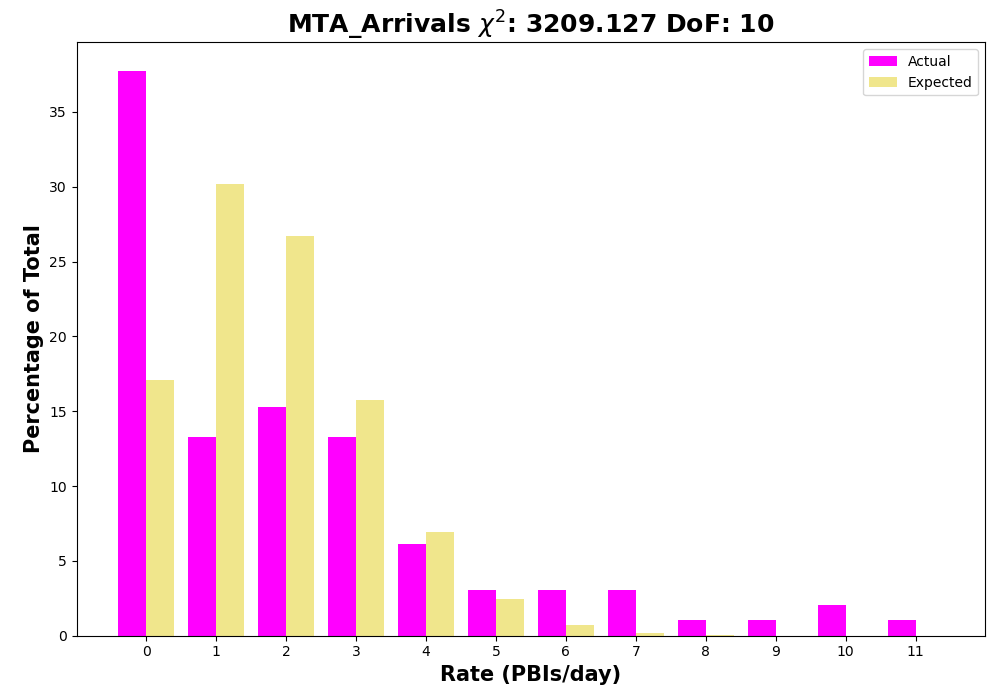 MTA_Arrivals χ²: 3209.127 DoF: 10
Actual
Expected
Percentage of Total
35
30
25
20
15
10
5
0
0 1 2 3 4 5 6 7 8 9 10 11
Rate (PBIs/day)